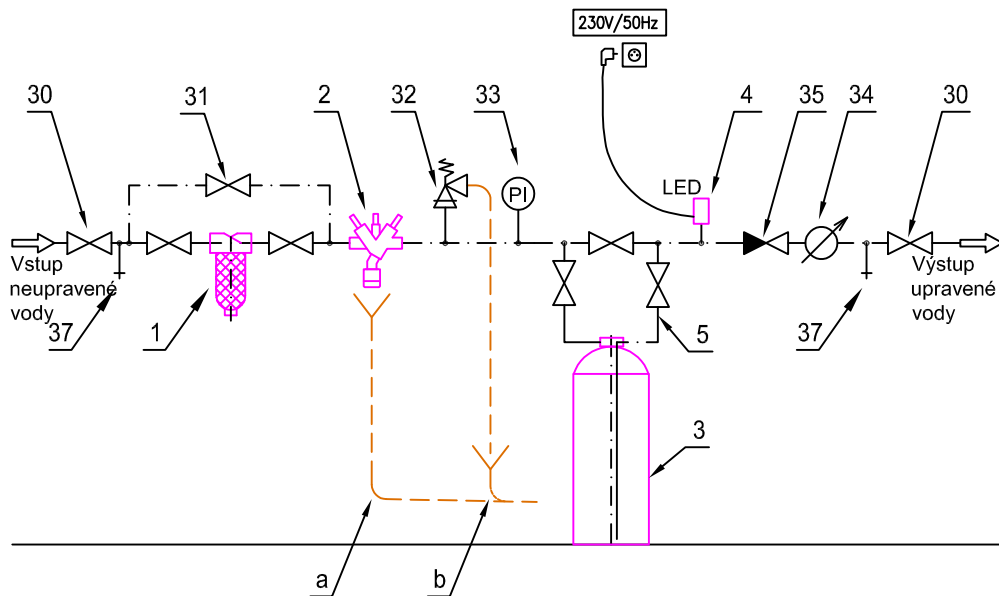 230V/50Hz
30
31
2
32
33
4
35
34
30
PI
LED
Vstup
neupravené
vody
Výstup
upravené
vody
37
1
5
37
3
a
b